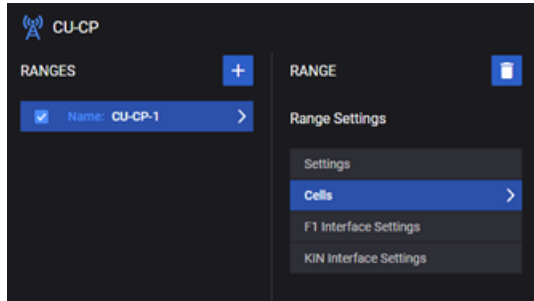 CU-CP
RANGES
+
RANGE
Name: CU-CP-1
Range Settings
Settings
Cells
F1 Interface Settings
KIN Interface Settings